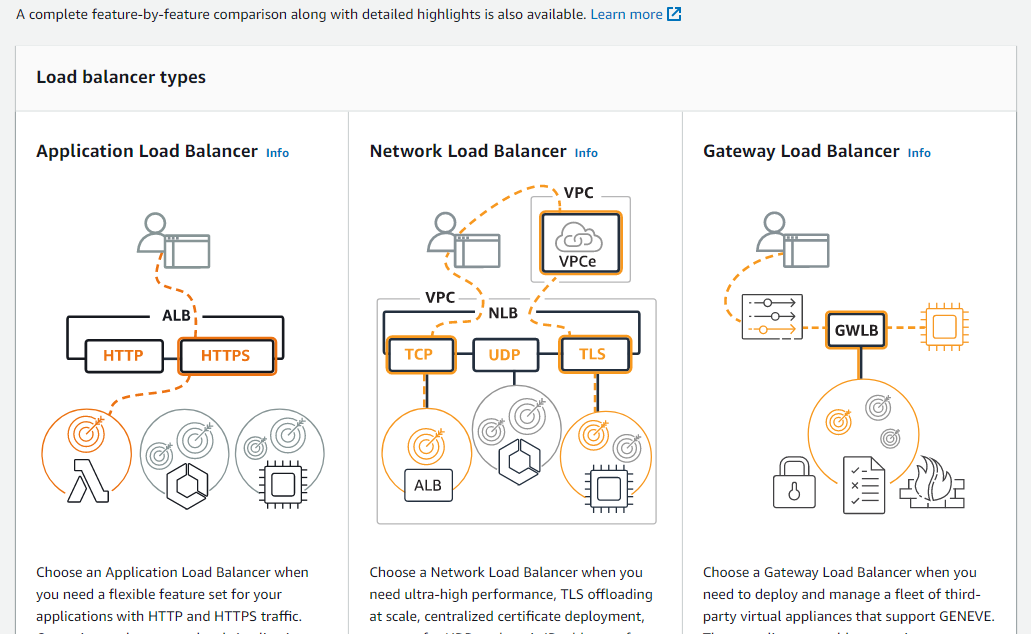 A complete feature-by-feature comparison along with detailed highlights is also available. Learn more
Load balancer types
Application Load Balancer Info
ALB
HTTP
HTTPS
Choose an Application Load Balancer when
you need a flexible feature set for your
applications with HTTP and HTTPS traffic.
Network Load Balancer Info
VPC
VPCe
VPC
NLB
TCP
UDP
TLS
ALB
Choose a Network Load Balancer when you
need ultra-high performance, TLS offloading
at scale, centralized certificate deployment,
Gateway Load Balancer Info
GWLB
Choose a Gateway Load Balancer when you
need to deploy and manage a fleet of third-
party virtual appliances that support GENEVE.